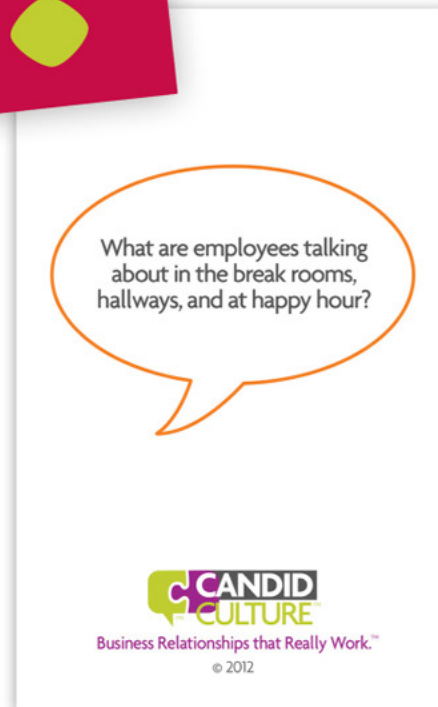 What are employees talking
about in the break rooms,
hallways, and at happy hour?
CANDID
CULTURE
Business Relationships that Really Work.™
© 2012